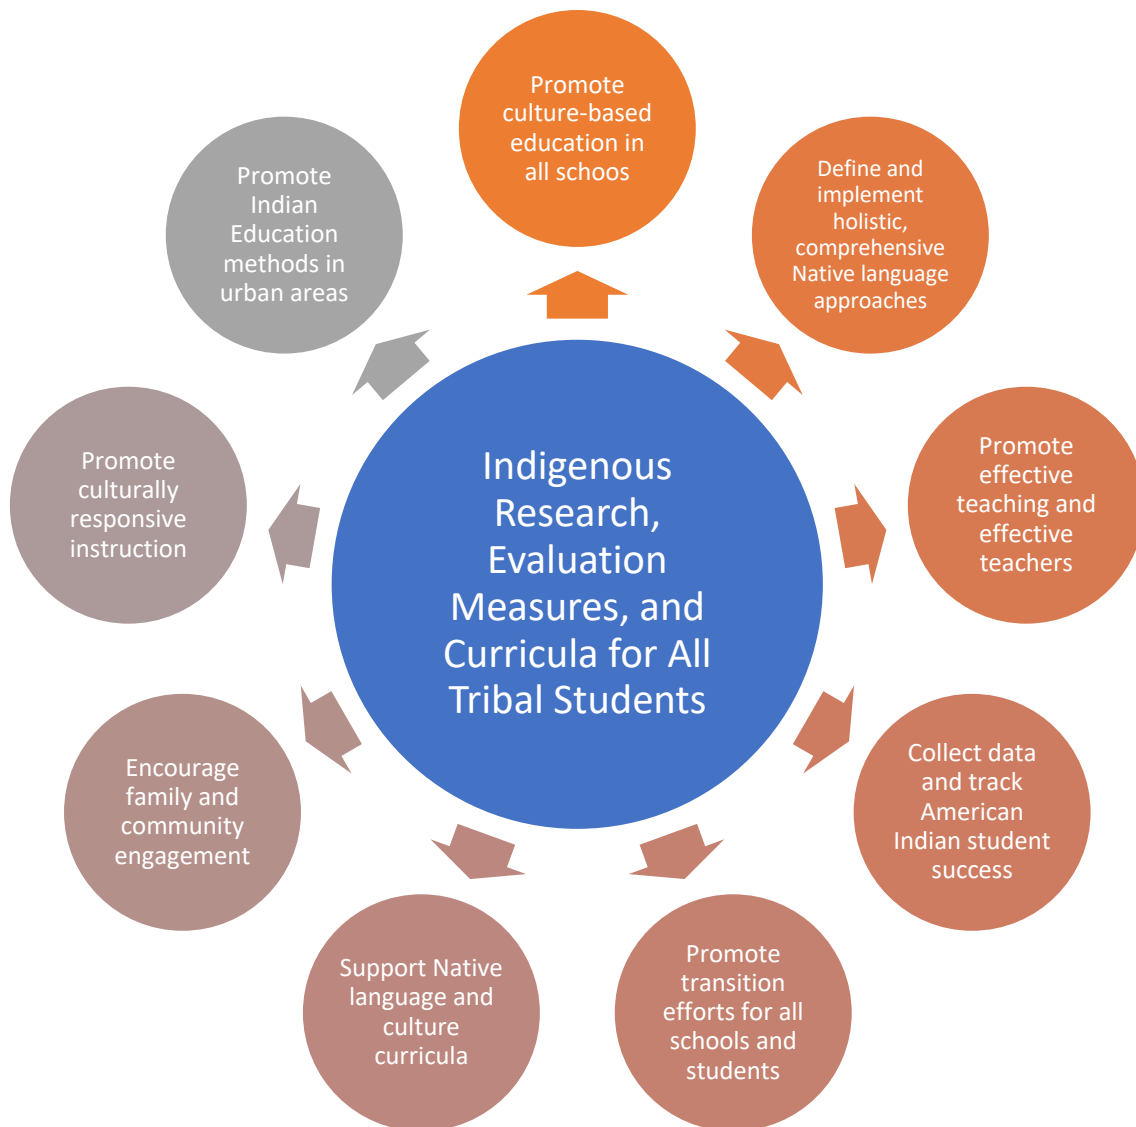 Promote
culture-based
education in
all schoos
Define and
implement
holistic,
comprehensive
Native language
approaches
Promote
effective
teaching and
effective
teachers
Collect data
and track
American
Indian student
success
Promote
transition
efforts for all
schools and
students
Support Native
language and
culture
curricula
Encourage
family and
community
engagement
Promote
culturally
responsive
instruction
Promote
Indian
Education
methods in
urban areas
Indigenous
Research,
Evaluation
Measures, and
Curricula for All
Tribal Students